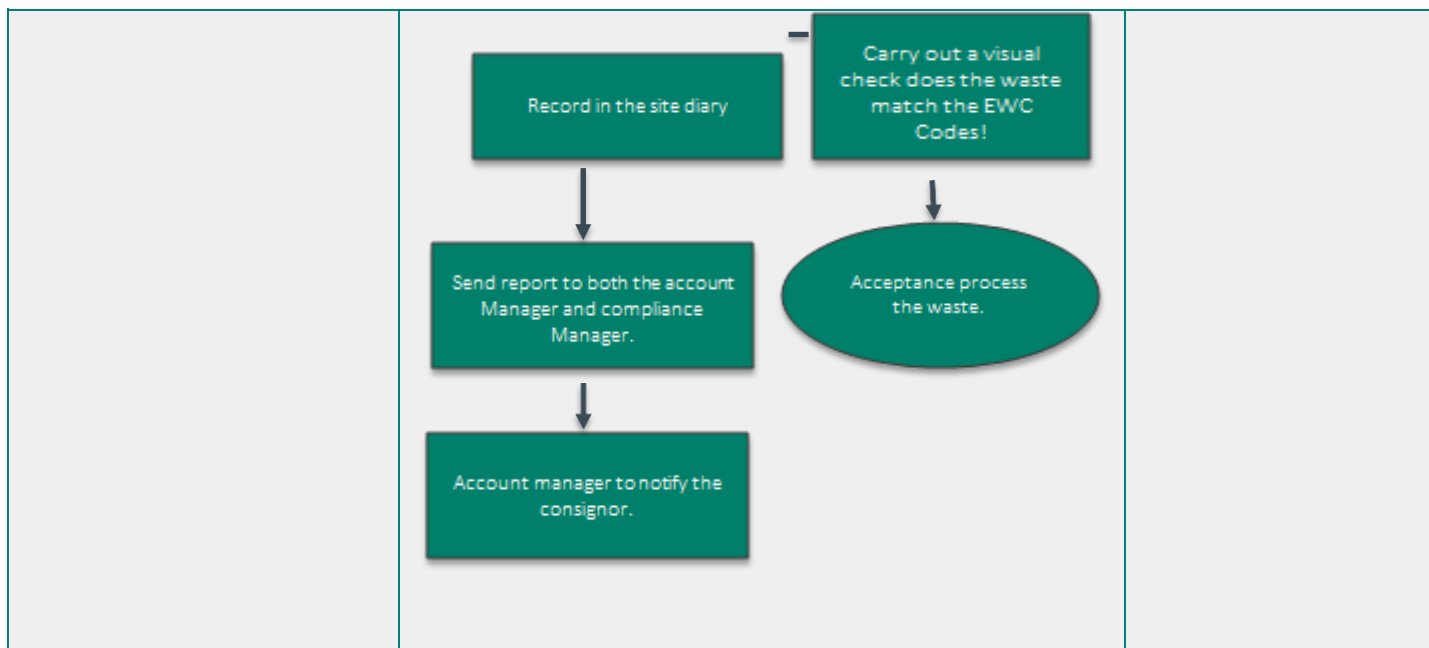 Record in the site diary
Carry out a visual
check does the waste
match the EWC
Codes!
Send report to both the account
Manager and compliance
Manager.
Acceptance process
the waste.
Account manager to notify the
consignor.